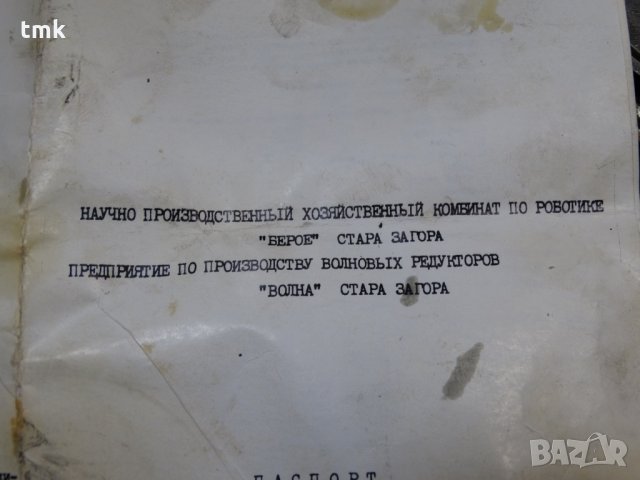 tmk
НАУЧНО ПРОИЗВОДСТВЕННЫЙ ХОЗЯЙСТВЕННЫЙ КОМБИНАТ ПО РОБОТИКЕ
"БЕРОЕ" СТАРА ЗАГОРА
ПРЕДПРИЯТИЕ ПО ПРОИЗВОДСТВУ ВОЛНОВЫХ РЕДУКТОРОВ
"ВОЛНА" СТАРА ЗАГОРА
ПАСПОРТ
BAZAR